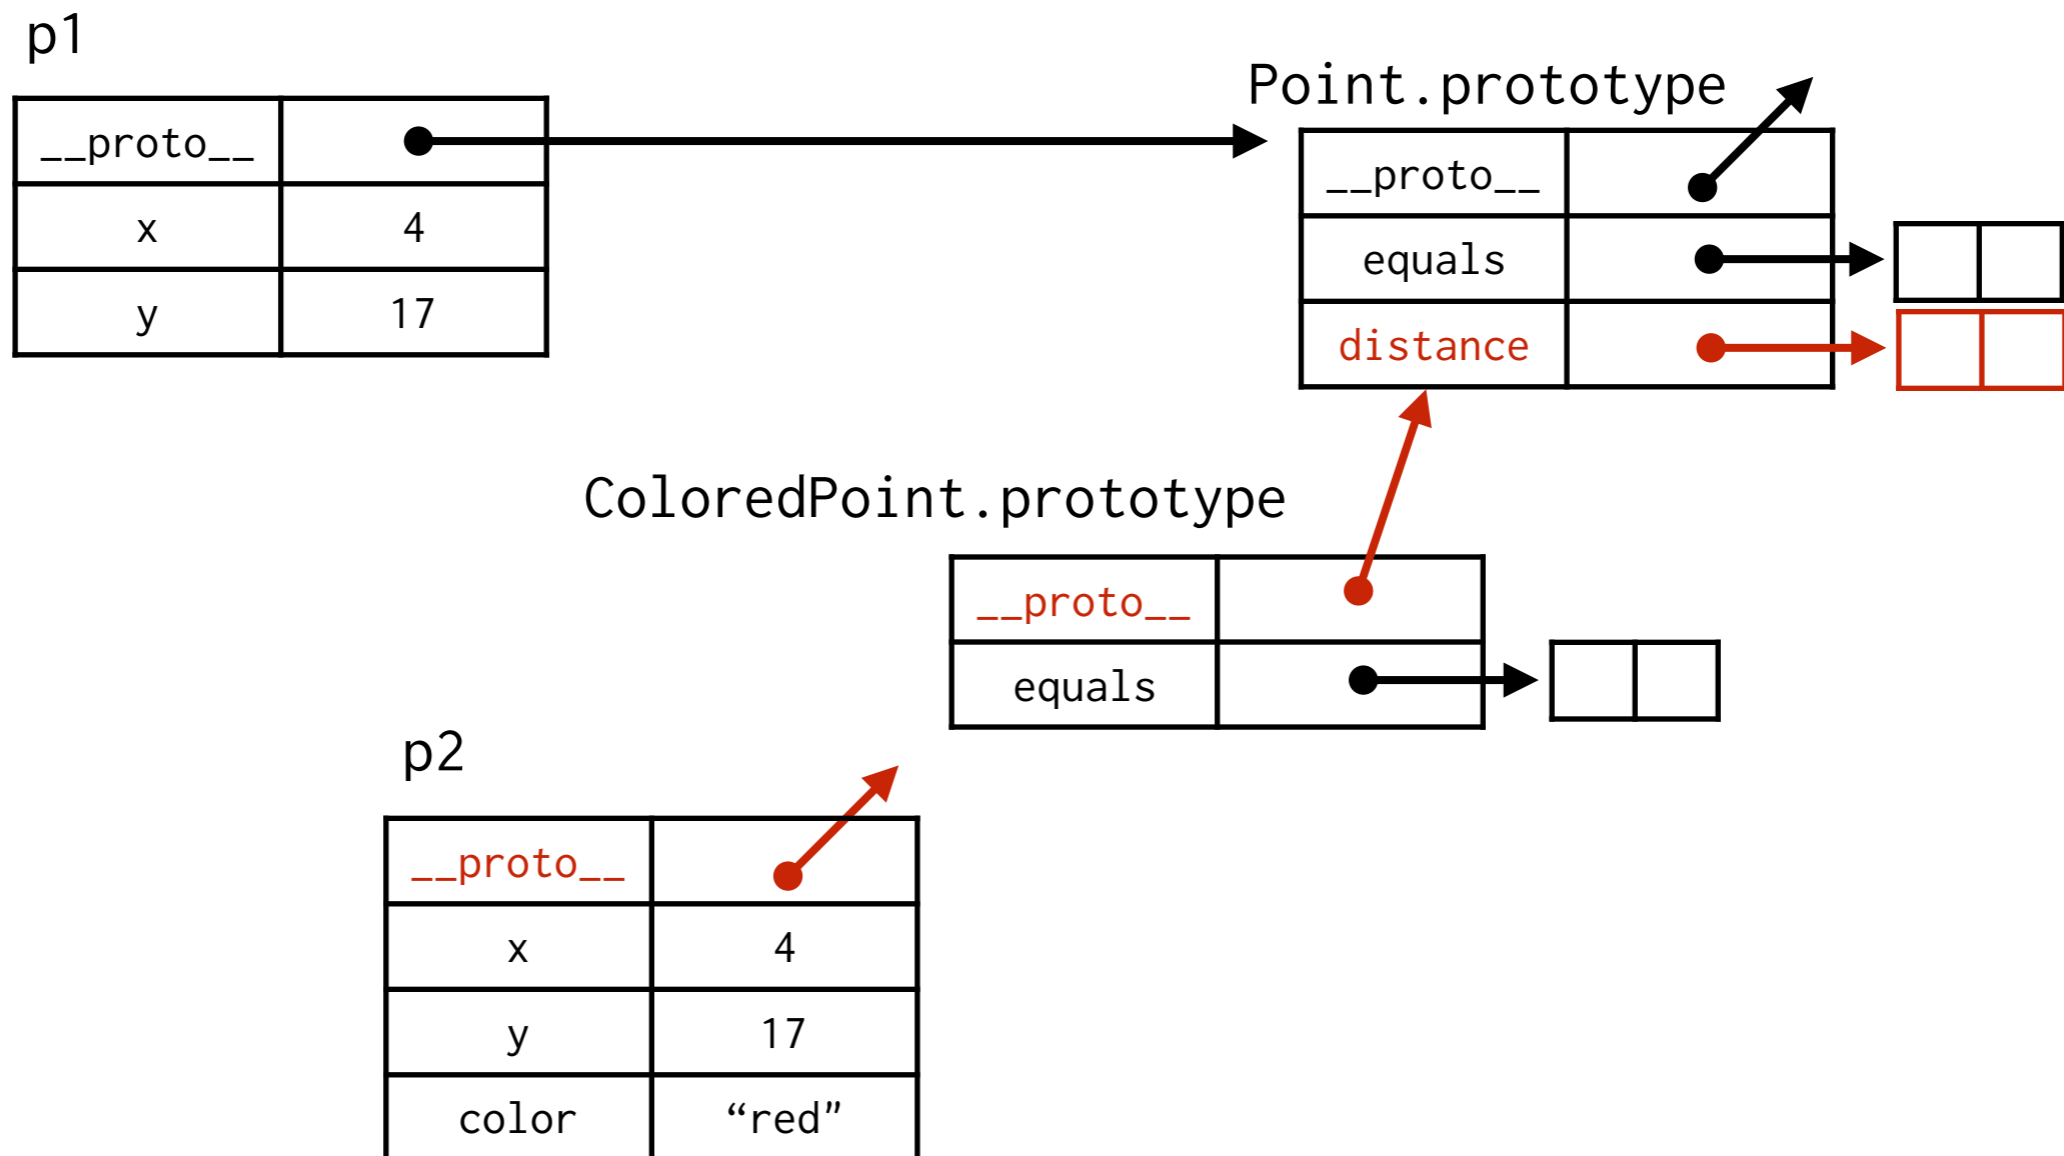 p1
__proto__
x 4
y 17
Point.prototype
__proto__
equals
distance
ColoredPoint.prototype
__proto__
equals
p2
__proto__
x 4
y 17
color “red”